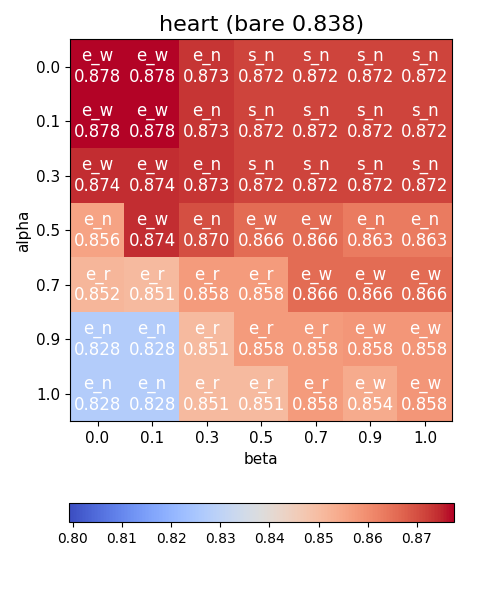 heart (bare 0.838)
e_w e_w e_n s_n s_n s_n s_n
0.0 0.878 0.878 0.873 0.872 0.872 0.872 0.872
e_w e_w e_n s_n s_n s_n s_n
0.1 0.878 0.878 0.873 0.872 0.872 0.872 0.872
e_w e_w e_n s_n s_n s_n s_n
0.3 0.874 0.874 0.873 0.872 0.872 0.872 0.872
e_n e_w e_n e_w e_w e_n e_n
0.5 0.856 0.874 0.870 0.866 0.866 0.863 0.863
e_r e_r e_r e_r e_w e_w e_w
0.7 0.852 0.851 0.858 0.858 0.866 0.866 0.866
e_n e_n e_r e_r e_r e_w e_w
0.9 0.828 0.828 0.851 0.858 0.858 0.858 0.858
e_n e_n e_r e_r e_r e_w e_w
1.0 0.828 0.828 0.851 0.851 0.858 0.854 0.858
alpha
0.0 0.1 0.3 0.5 0.7 0.9 1.0
beta
0.80 0.81 0.82 0.83 0.84 0.85 0.86 0.87